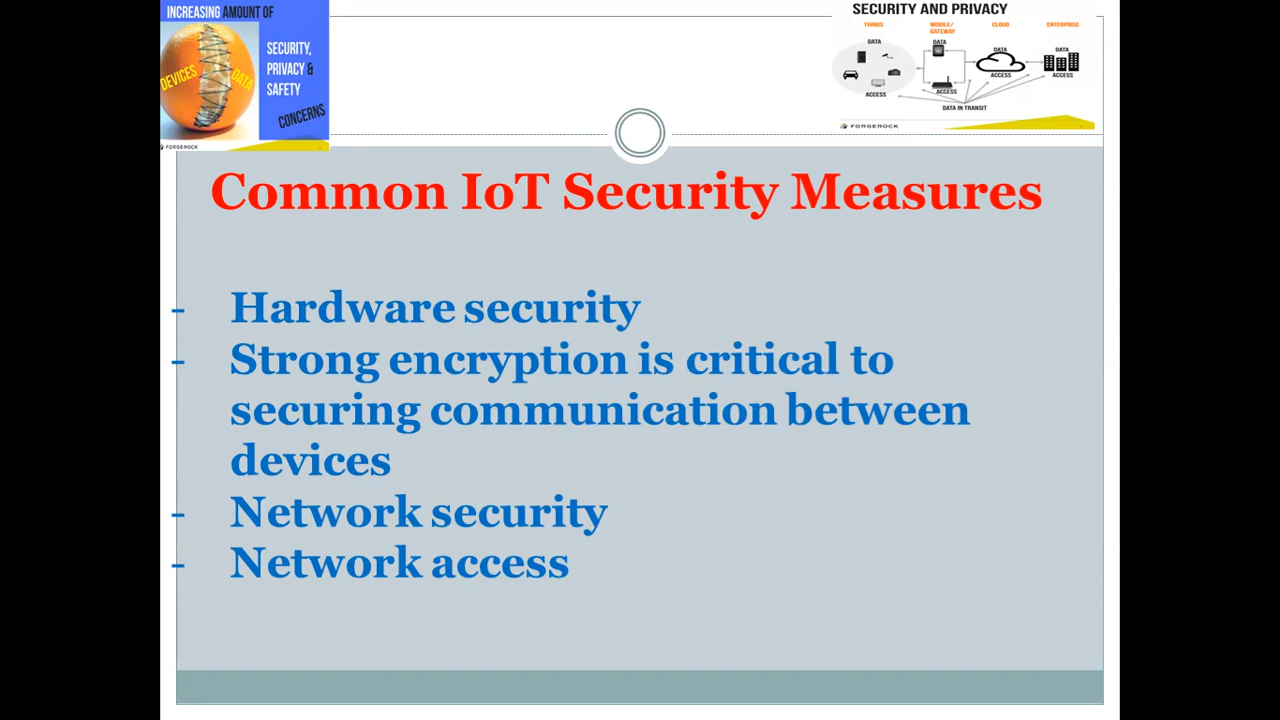 INCREASING AMOUNT OF
SECURITY,
PRIVACY &
SAFETY
CONCERNS
DEVICES
DATA
FORGEROCK
SECURITY AND PRIVACY
THINGS
MOBILE/
GATEWAY
CLOUD
ENTERPRISE
DATA
DATA
DATA
DATA
ACCESS
ACCESS
ACCESS
ACCESS
DATA IN TRANSIT
FORGEROCK
Common IoT Security Measures
- Hardware security
- Strong encryption is critical to
securing communication between
devices
- Network security
- Network access